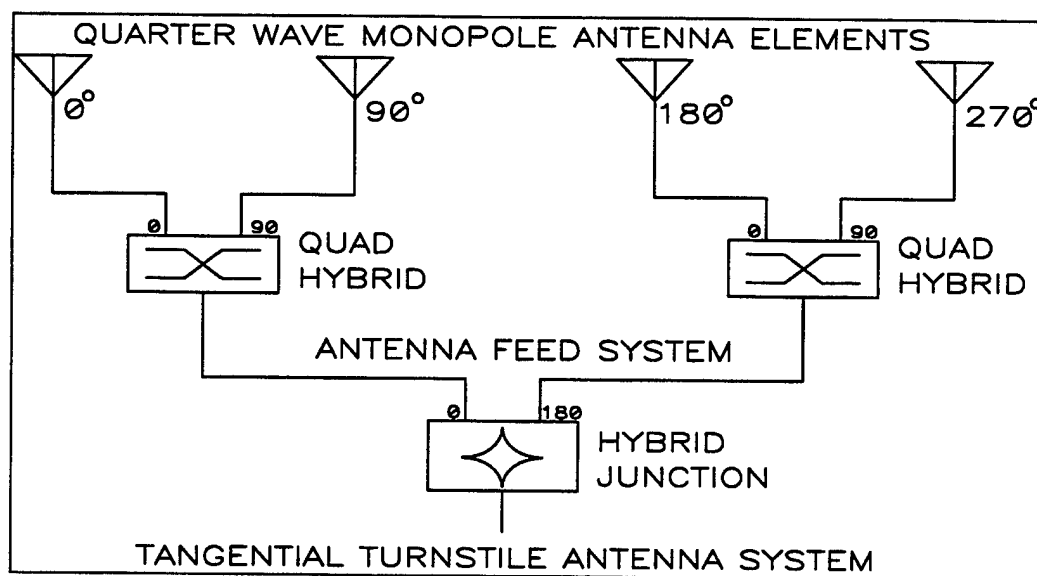 QUARTER WAVE MONOPOLE ANTENNA ELEMENTS
0°
90°
180°
270°
0 90
QUAD
HYBRID
0 90
QUAD
HYBRID
ANTENNA FEED SYSTEM
0 180
HYBRID
JUNCTION
TANGENTIAL TURNSTILE ANTENNA SYSTEM